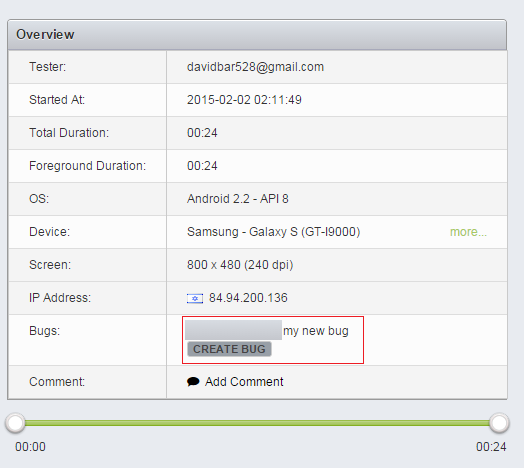 Overview
Tester: davidbar528@gmail.com
Started At: 2015-02-02 02:11:49
Total Duration: 00:24
Foreground Duration: 00:24
OS: Android 2.2 - API 8
Device: Samsung - Galaxy S (GT-I9000) more...
Screen: 800 x 480 (240 dpi)
IP Address: 84.94.200.136
Bugs: my new bug
CREATE BUG
Comment: Add Comment
00:00 00:24